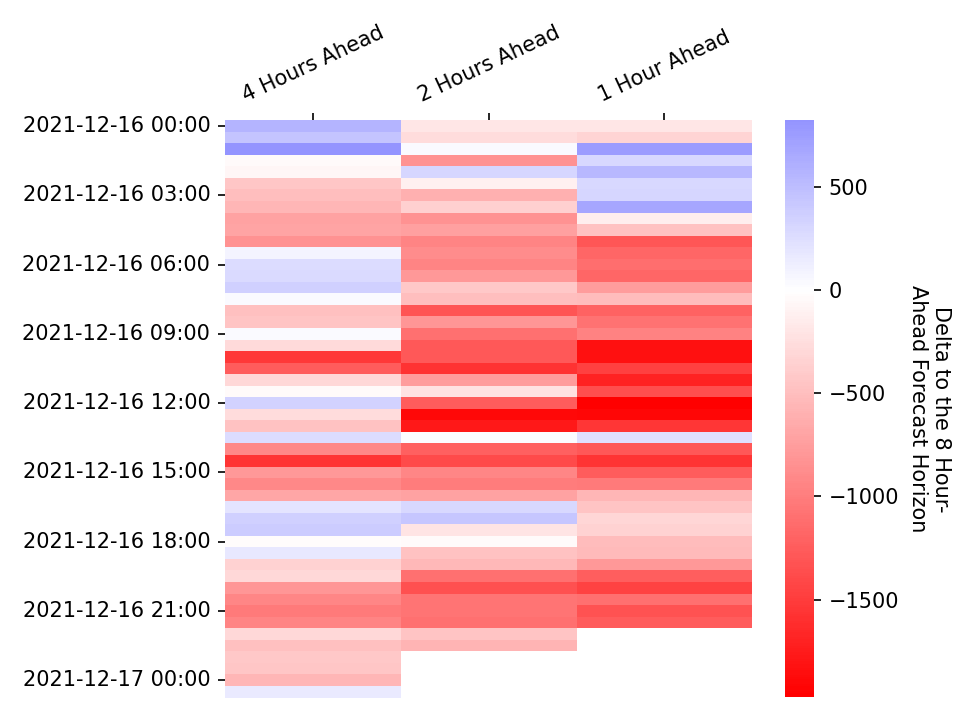 4 Hours Ahead
2 Hours Ahead
1 Hour Ahead
2021-12-16 00:00
2021-12-16 03:00
2021-12-16 06:00
2021-12-16 09:00
2021-12-16 12:00
2021-12-16 15:00
2021-12-16 18:00
2021-12-16 21:00
2021-12-17 00:00
500
0
−500
−1000
−1500
Delta to the 8 Hour-
Ahead Forecast Horizon